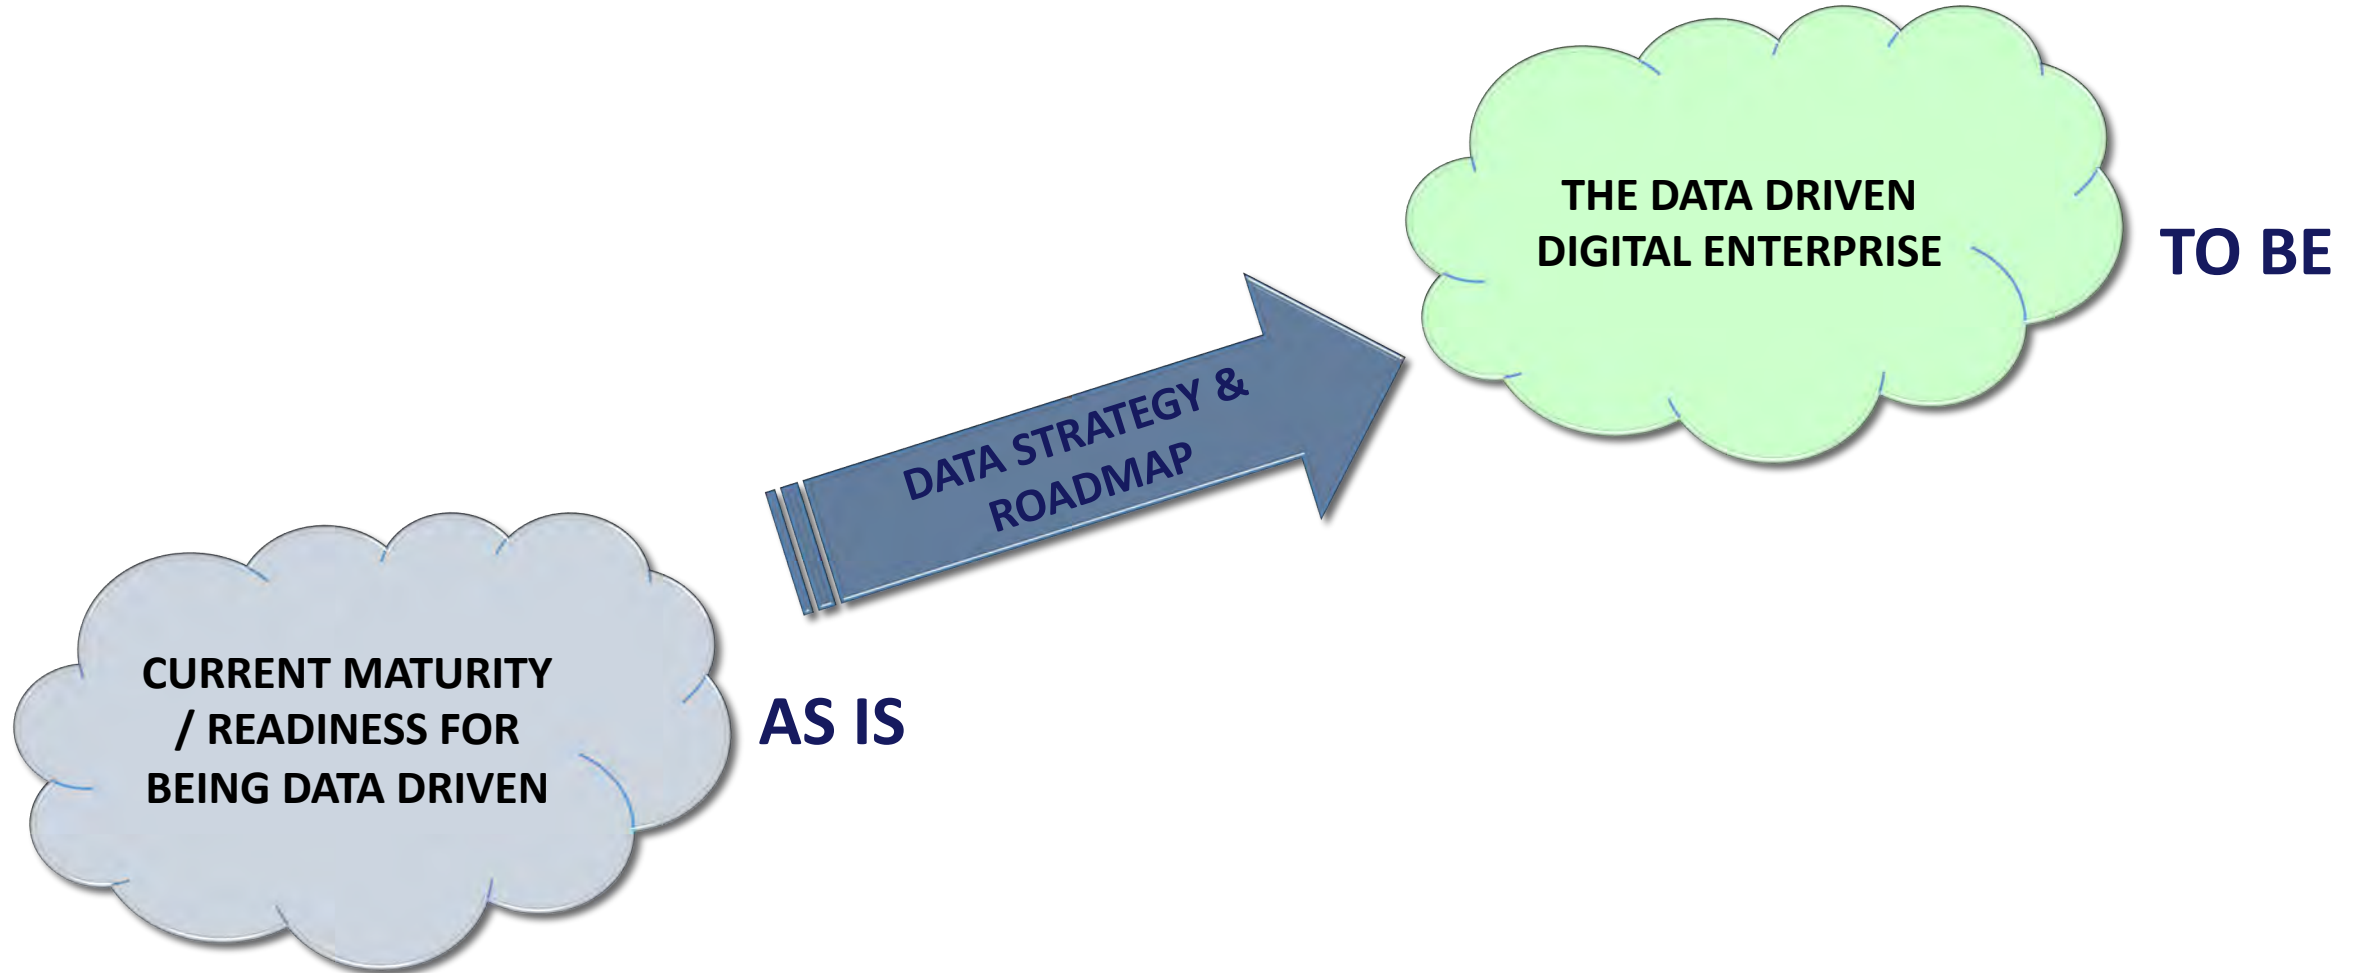 THE DATA DRIVEN
DIGITAL ENTERPRISE
TO BE
DATA STRATEGY &
ROADMAP
CURRENT MATURITY
/ READINESS FOR
BEING DATA DRIVEN
AS IS